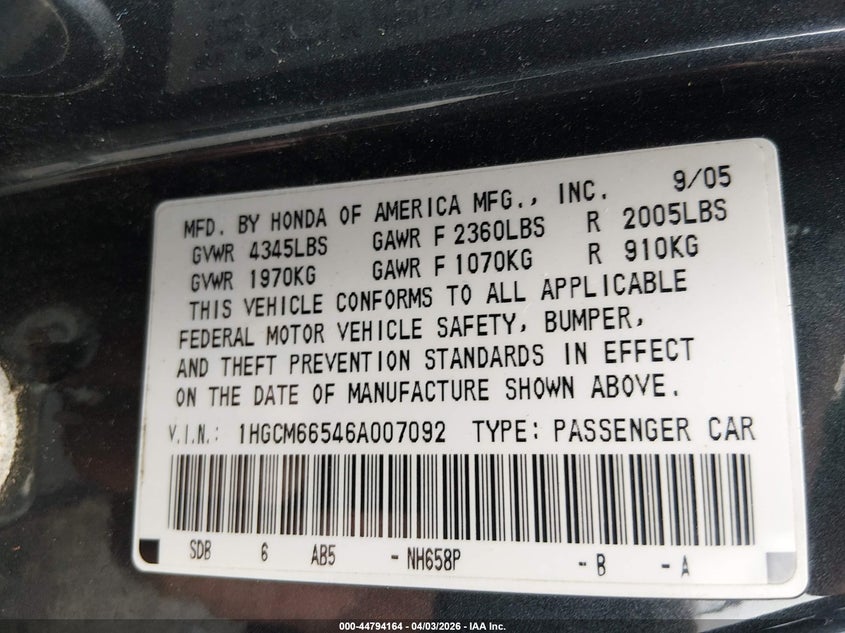 MFD. BY HONDA OF AMERICA MFG., INC. 9/05
GVWR 4345LBS GAWR F 2360LBS R 2005LBS
GVWR 1970KG GAWR F 1070KG R 910KG
THIS VEHICLE CONFORMS TO ALL APPLICABLE
FEDERAL MOTOR VEHICLE SAFETY, BUMPER,
AND THEFT PREVENTION STANDARDS IN EFFECT
ON THE DATE OF MANUFACTURE SHOWN ABOVE.
V.I.N.: 1HGCM66546A007092 TYPE: PASSENGER CAR
SDB 6 AB5 -NH658P -B -A
000-44794164 - 04/03/2026 - IAA Inc.